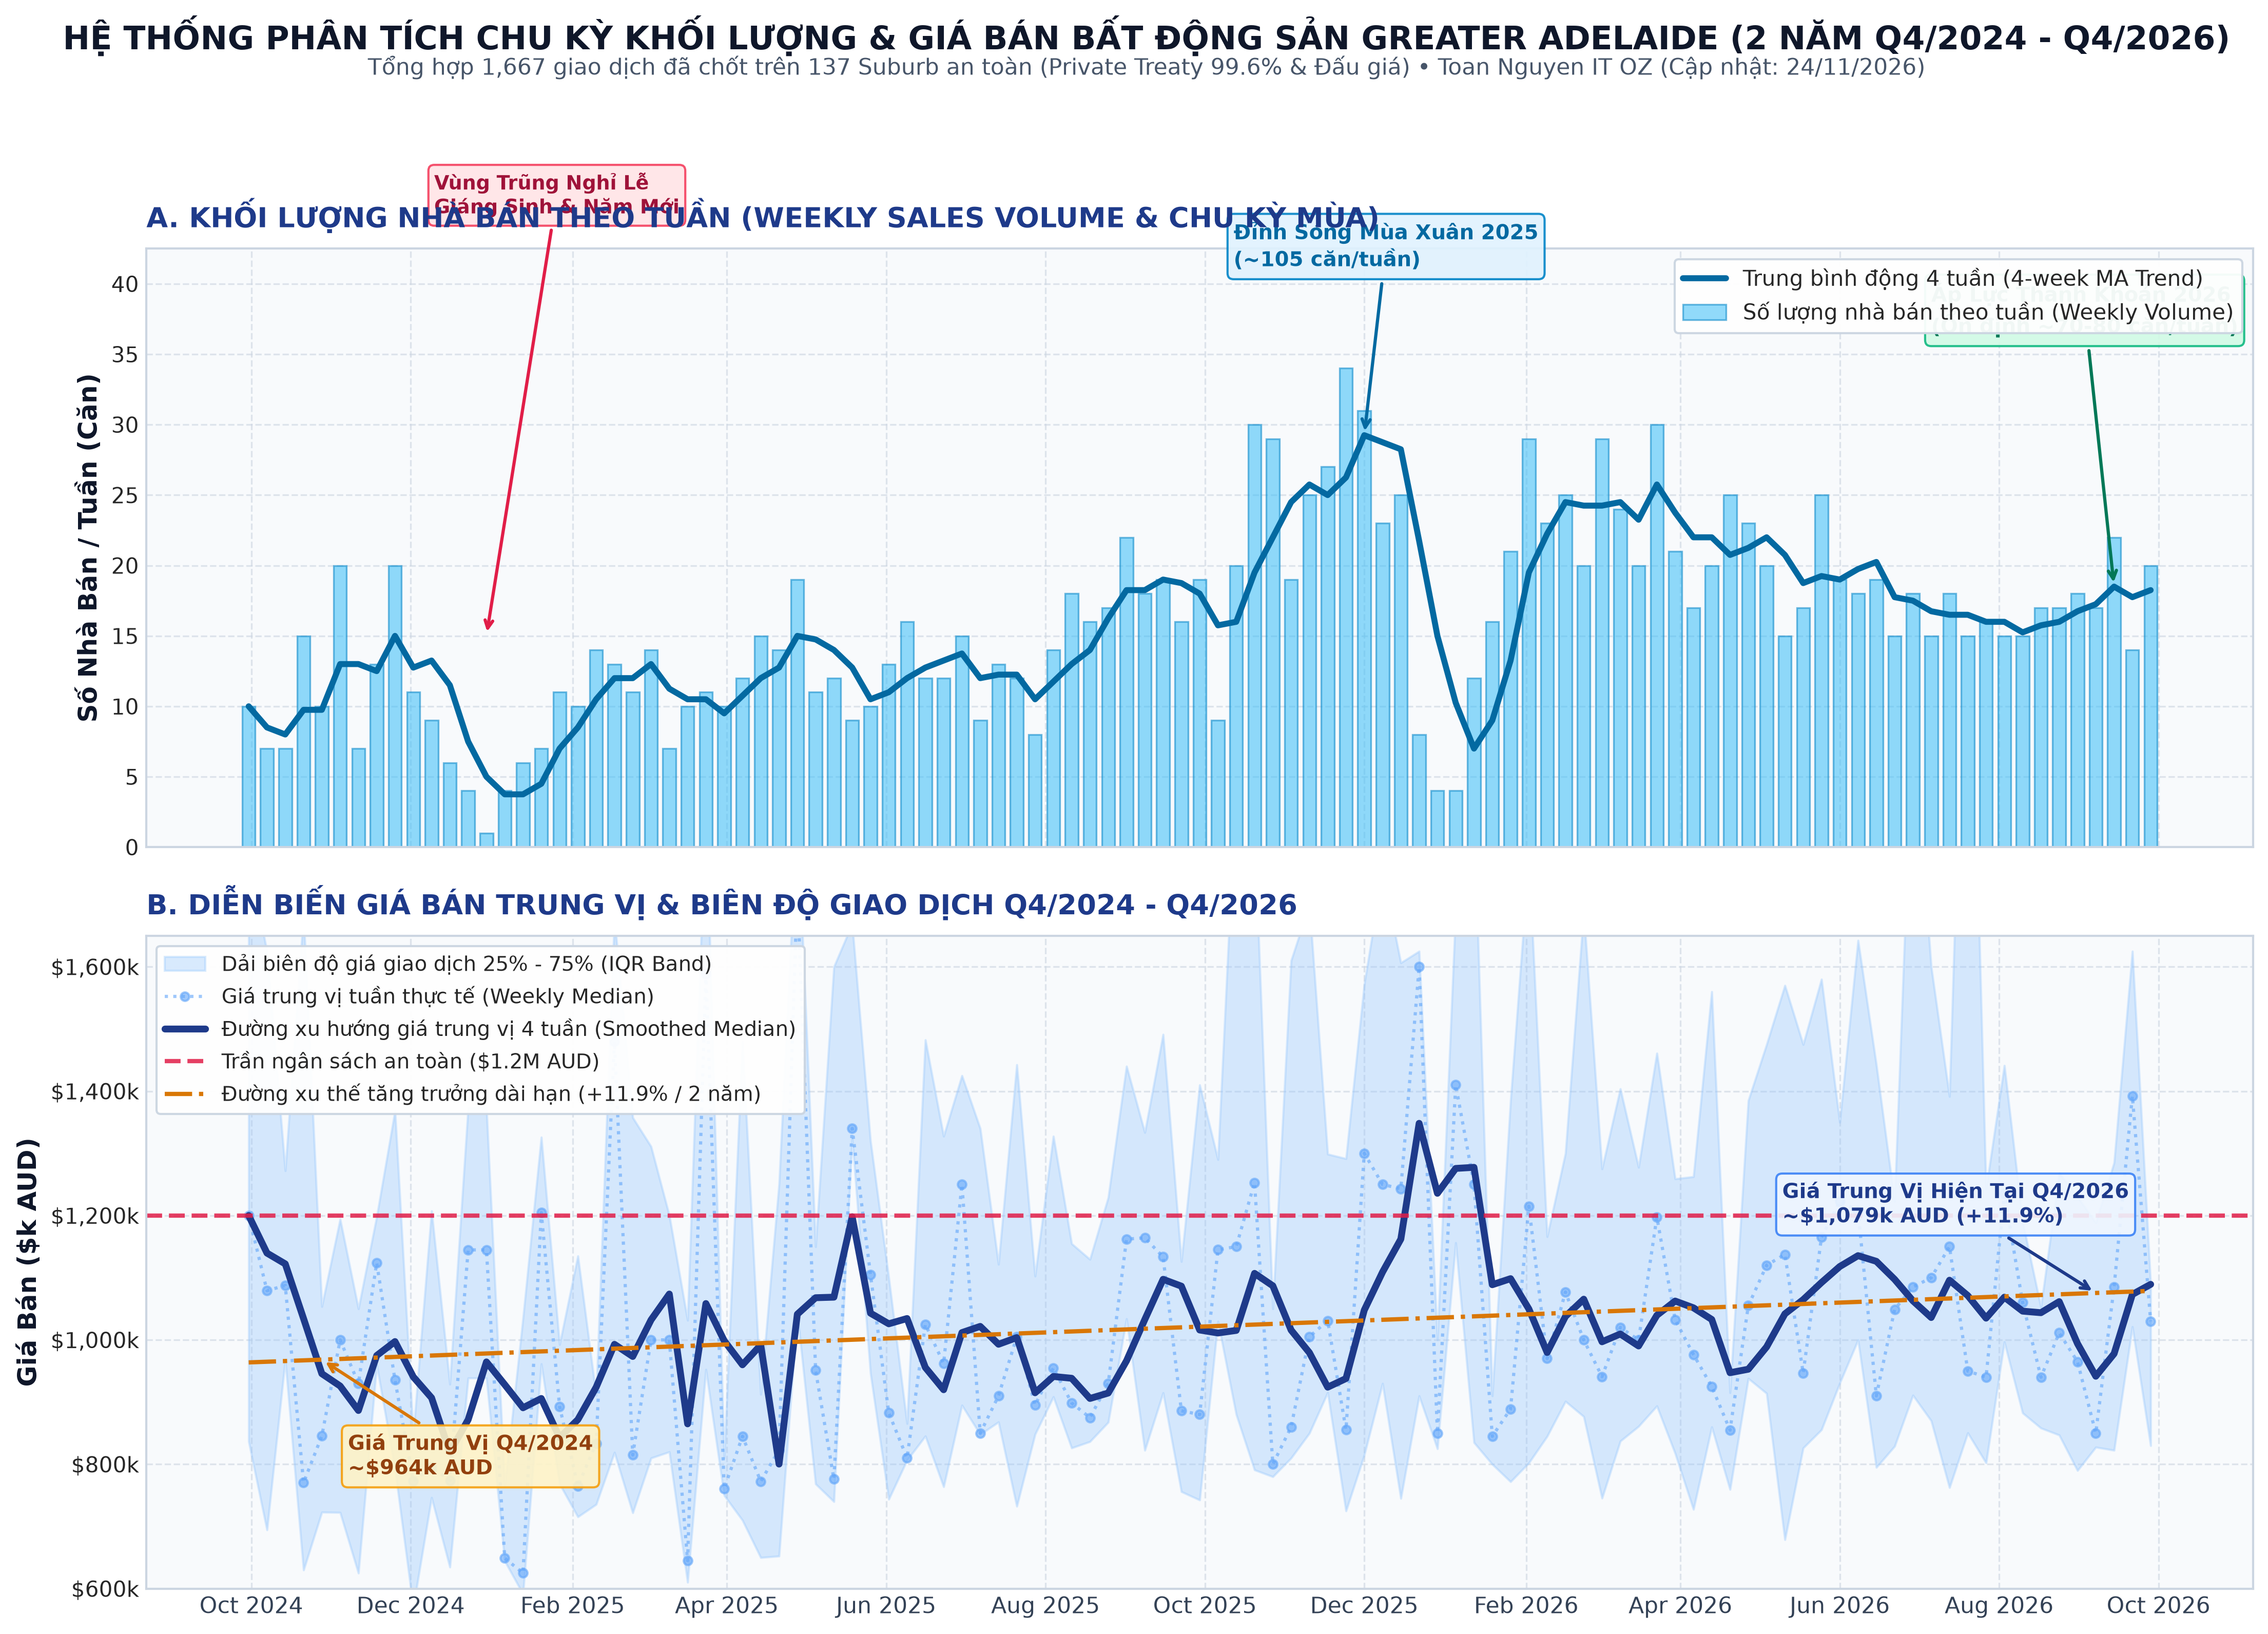 HỆ THỐNG PHÂN TÍCH CHU KỲ KHỐI LƯỢNG & GIÁ BÁN BẤT ĐỘNG SẢN GREATER ADELAIDE (2 NĂM Q4/2024 - Q4/2026)
Tổng hợp 1,667 giao dịch đã chốt trên 137 Suburb an toàn (Private Treaty 99.6% & Đấu giá) • Toan Nguyen IT OZ (Cập nhật: 24/11/2026)
Vùng Trũng Nghỉ Lễ
Giáng Sinh & Năm Mới
A. KHỐI LƯỢNG NHÀ BÁN THEO TUẦN (WEEKLY SALES VOLUME & CHU KỲ MÙA)
Đỉnh Sóng Mùa Xuân 2025
(~105 căn/tuần)
Trung bình động 4 tuần (4-week MA Trend)
Số lượng nhà bán theo tuần (Weekly Volume)
Số Nhà Bán / Tuần (Căn)
40
35
30
25
20
15
10
5
0
B. DIỄN BIẾN GIÁ BÁN TRUNG VỊ & BIÊN ĐỘ GIAO DỊCH Q4/2024 - Q4/2026
Dải biên độ giá giao dịch 25% - 75% (IQR Band)
Giá trung vị tuần thực tế (Weekly Median)
Đường xu hướng giá trung vị 4 tuần (Smoothed Median)
Trần ngân sách an toàn ($1.2M AUD)
Đường xu thế tăng trưởng dài hạn (+11.9% / 2 năm)
Giá Bán ($k AUD)
$1,600k
$1,400k
$1,200k
$1,000k
$800k
$600k
Giá Trung Vị Hiện Tại Q4/2026
~$1,079k AUD (+11.9%)
Giá Trung Vị Q4/2024
~$964k AUD
Oct 2024 Dec 2024 Feb 2025 Apr 2025 Jun 2025 Aug 2025 Oct 2025 Dec 2025 Feb 2026 Apr 2026 Jun 2026 Aug 2026 Oct 2026